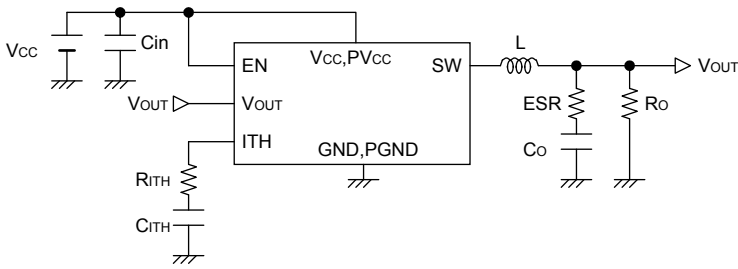 VCC
Cin
EN
VCC,PVCC
SW
L
VOUT
VOUT
VOUT
ESR
RO
ITH
GND,PGND
CO
RITH
CITH